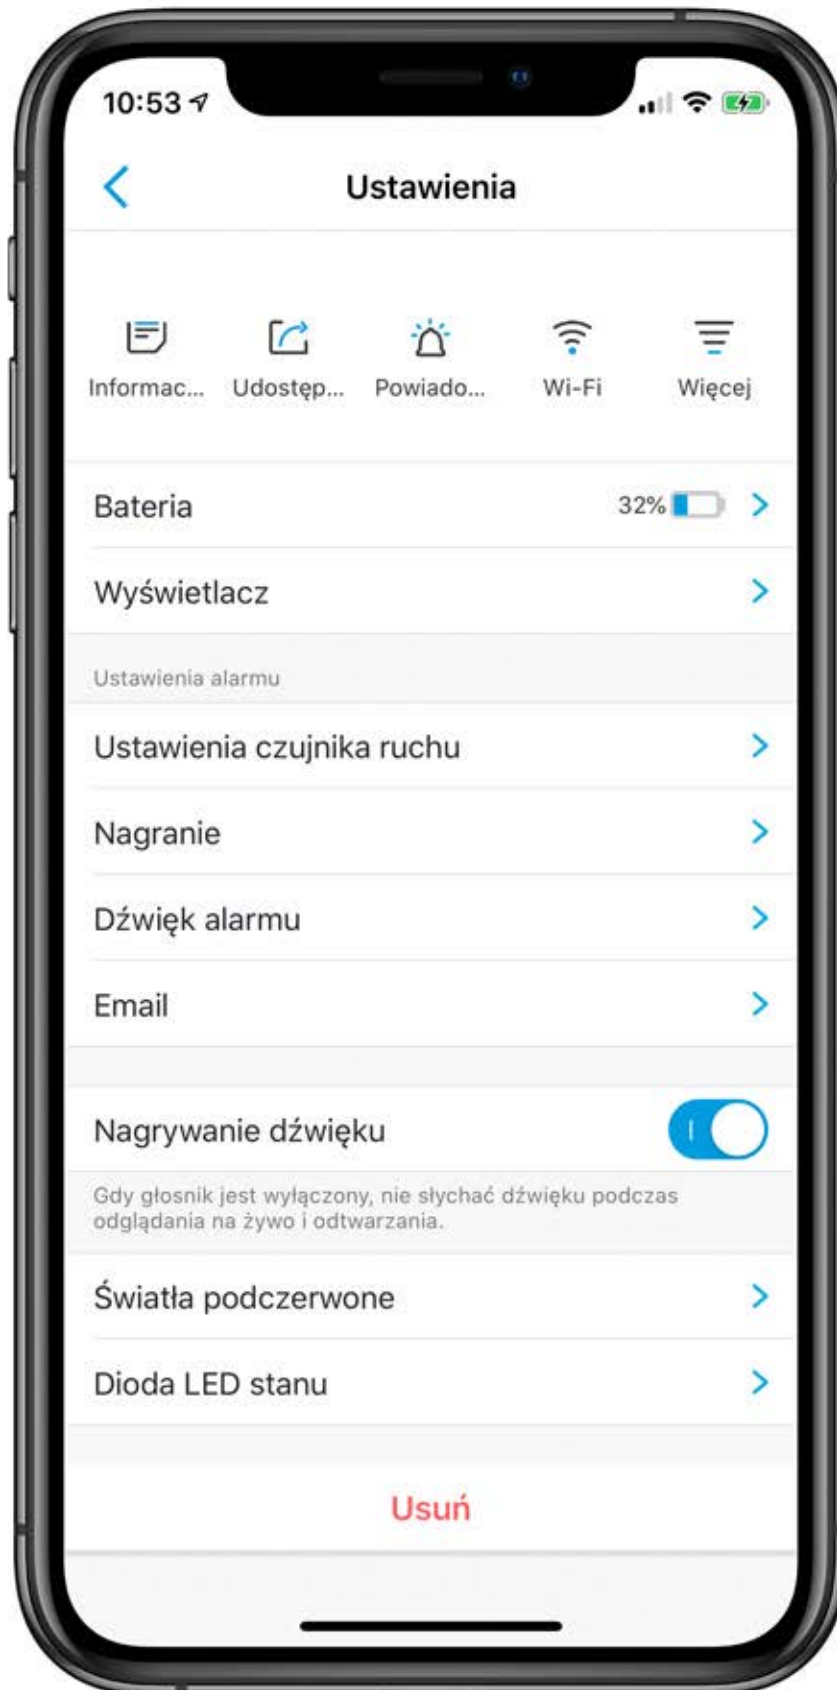 10:53
Ustawienia
Informac... Udostęp... Powiado... Wi-Fi Więcej
Bateria 32%
Wyświetlacz
Ustawienia alarmu
Ustawienia czujnika ruchu
Nagranie
Dźwięk alarmu
Email
Nagrywanie dźwięku
Gdy głosnik jest wyłączony, nie słychać dźwięku podczas
odglądania na żywo i odtwarzania.
Światła podczerwone
Dioda LED stanu
Usuń